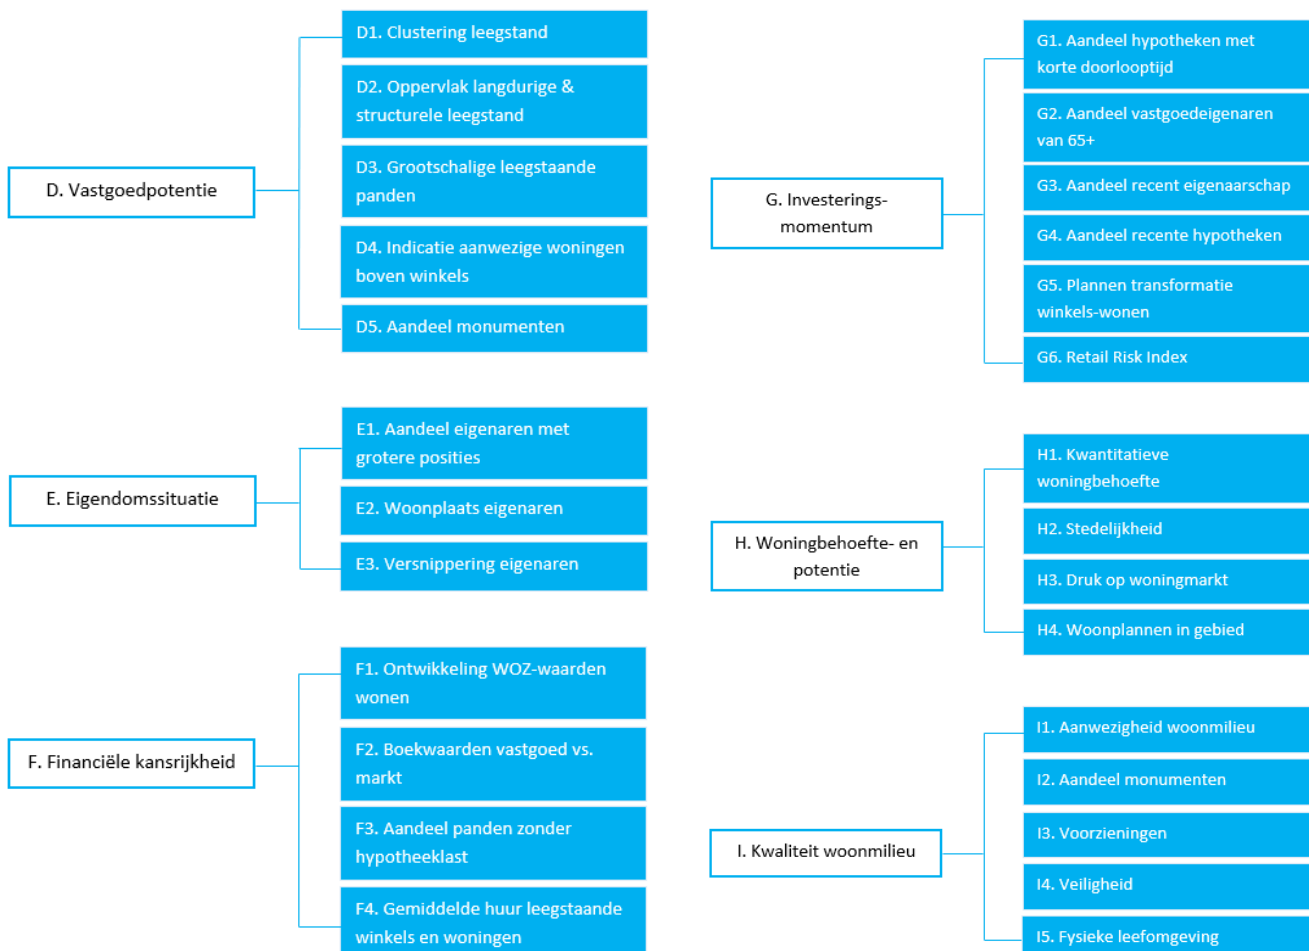 D. Vastgoedpotentie
D1. Clustering leegstand
D2. Oppervlak langdurige &
structurele leegstand
D3. Grootschalige leegstaande
panden
D4. Indicatie aanwezige woningen
boven winkels
D5. Aandeel monumenten
E. Eigendomssituatie
E1. Aandeel eigenaren met
grotere posities
E2. Woonplaats eigenaren
E3. Versnippering eigenaren
F. Financiële kansrijkheid
F1. Ontwikkeling WOZ-waarden
wonen
F2. Boekwaarden vastgoed vs.
markt
F3. Aandeel panden zonder
hypotheeklast
F4. Gemiddelde huur leegstaande
winkels en woningen
G. Investerings-
momentum
G1. Aandeel hypotheken met
korte doorlooptijd
G2. Aandeel vastgoedeigenaren
van 65+
G3. Aandeel recent eigenaarschap
G4. Aandeel recente hypotheken
G5. Plannen transformatie
winkels-wonen
G6. Retail Risk Index
H. Woningbehoefte- en
potentie
H1. Kwantitatieve
woningbehoefte
H2. Stedelijkheid
H3. Druk op woningmarkt
H4. Woonplannen in gebied
I. Kwaliteit woonmilieu
I1. Aanwezigheid woonmilieu
I2. Aandeel monumenten
I3. Voorzieningen
I4. Veiligheid
I5. Fysieke leefomgeving